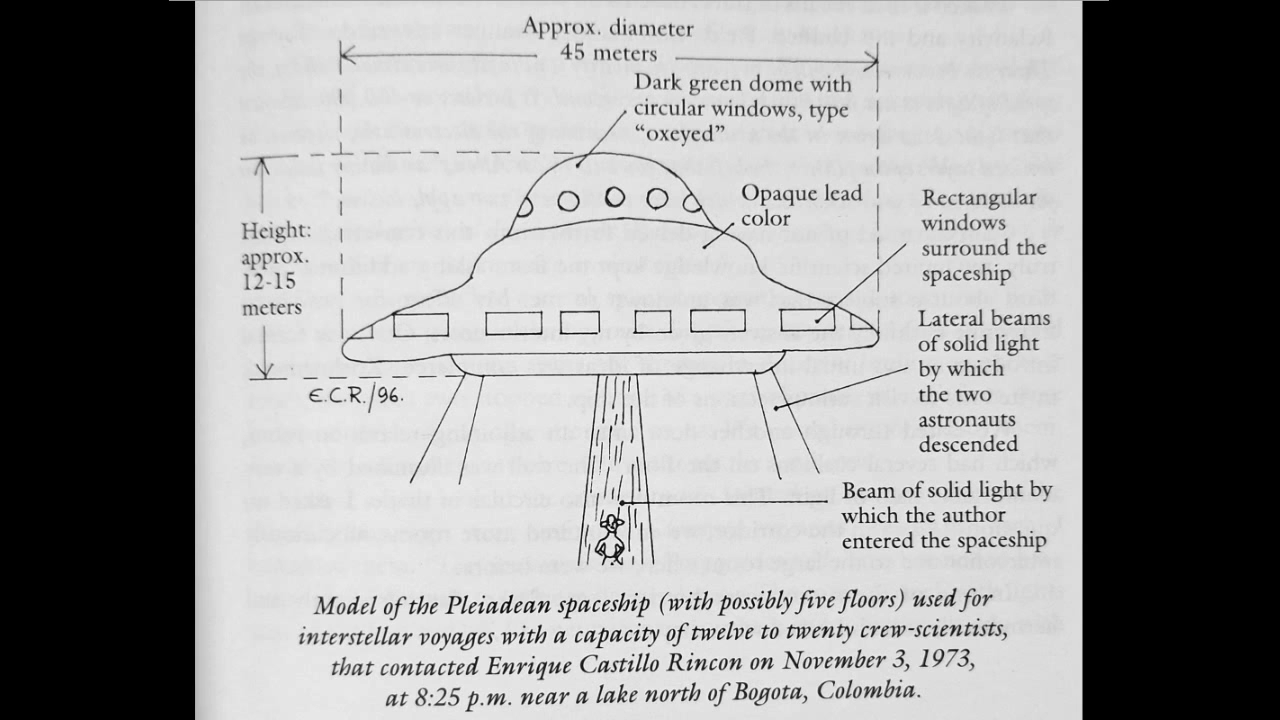 Approx. diameter
45 meters
Dark green dome with
circular windows, type
“oxeyed”
Opaque lead
color
Rectangular
windows
surround the
spaceship
Height:
approx.
12-15
meters
Lateral beams
of solid light
by which
the two
astronauts
descended
E.C.R./96.
Beam of solid light by
which the author
entered the spaceship
Model of the Pleiadean spaceship (with possibly five floors) used for
interstellar voyages with a capacity of twelve to twenty crew-scientists,
that contacted Enrique Castillo Rincon on November 3, 1973,
at 8:25 p.m. near a lake north of Bogota, Colombia.